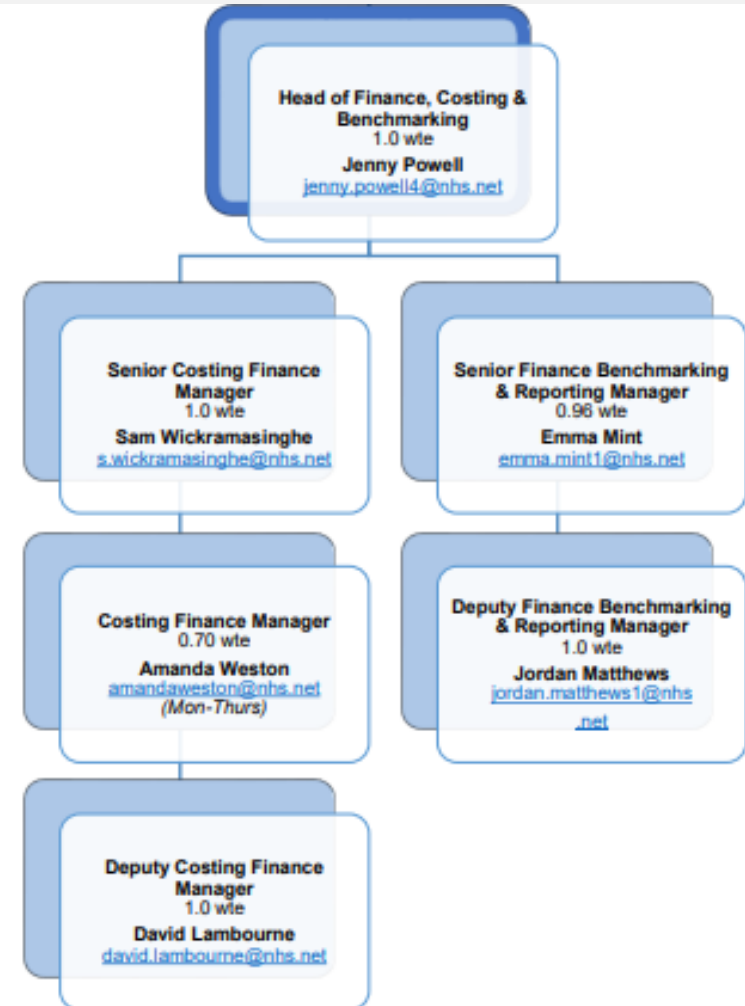 Head of Finance, Costing &
Benchmarking
1.0 wte
Jenny Powell
jenny.powell4@nhs.net
Senior Costing Finance
Manager
1.0 wte
Sam Wickramasinghe
s.wickramasinghe@nhs.net
Senior Finance Benchmarking
& Reporting Manager
0.96 wte
Emma Mint
emma.mint1@nhs.net
Costing Finance Manager
0.70 wte
Amanda Weston
amandaweston@nhs.net
(Mon-Thurs)
Deputy Finance Benchmarking
& Reporting Manager
1.0 wte
Jordan Matthews
jordan.matthews1@nhs
.net
Deputy Costing Finance
Manager
1.0 wte
David Lambourne
david.lambourne@nhs.net